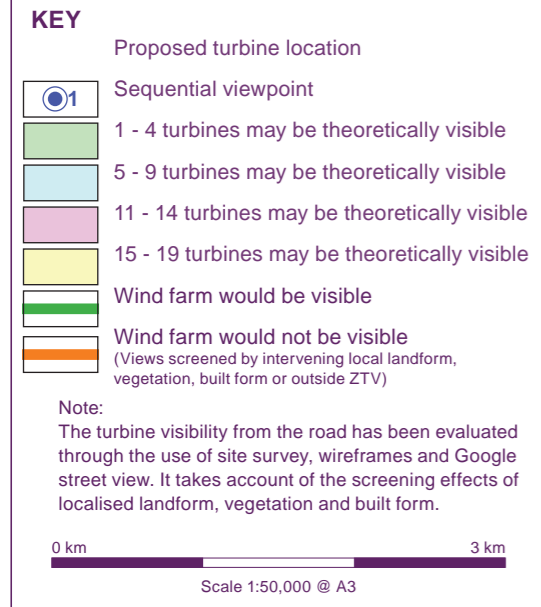 KEY
Proposed turbine location
1
Sequential viewpoint
1 - 4 turbines may be theoretically visible
5 - 9 turbines may be theoretically visible
11 - 14 turbines may be theoretically visible
15 - 19 turbines may be theoretically visible
Wind farm would be visible
Wind farm would not be visible
(Views screened by intervening local landform,
vegetation, built form or outside ZTV)
Note:
The turbine visibility from the road has been evaluated
through the use of site survey, wireframes and Google
street view. It takes account of the screening effects of
localised landform, vegetation and built form.
0 km 3 km
Scale 1:50,000 @ A3